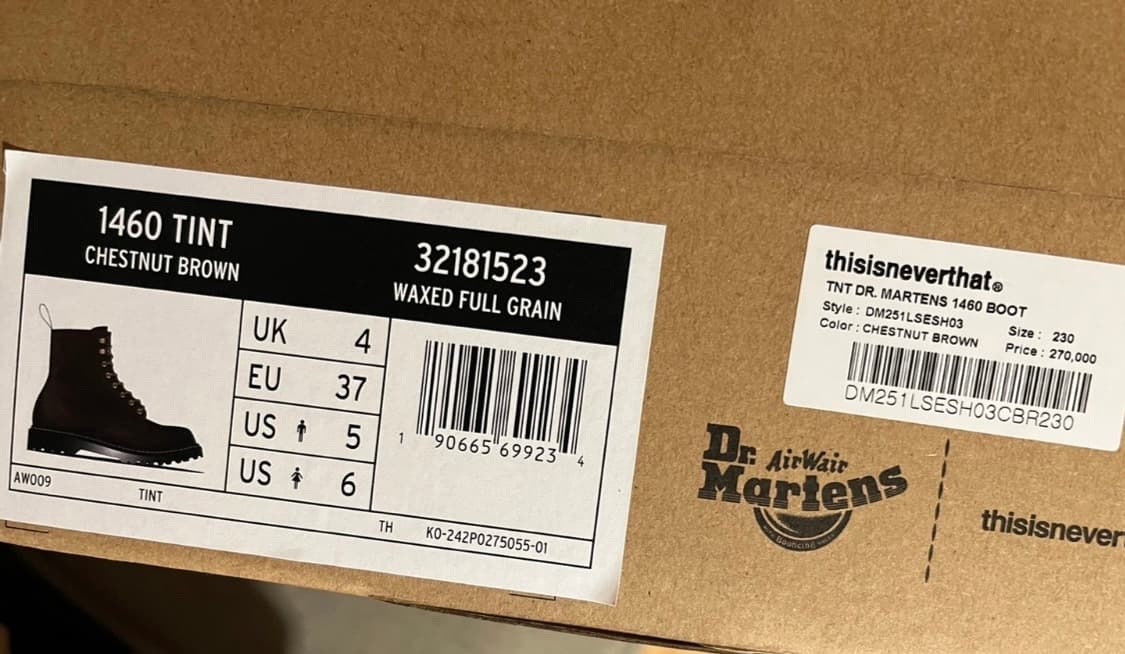 1460 TINT
CHESTNUT BROWN
32181523
WAXED FULL GRAIN
UK 4
EU 37
US 5
US 6
1 90665 69923 4
AW009
TINT
TH KO-242P0275055-01
thisisneverthat®
TNT DR. MARTENS 1460 BOOT
Style : DM251LSESH03 Size : 230
Color : CHESTNUT BROWN Price : 270,000
DM251LSESH03CBR230
Dr. AirWair
Martens
Bouncing
thisisnever